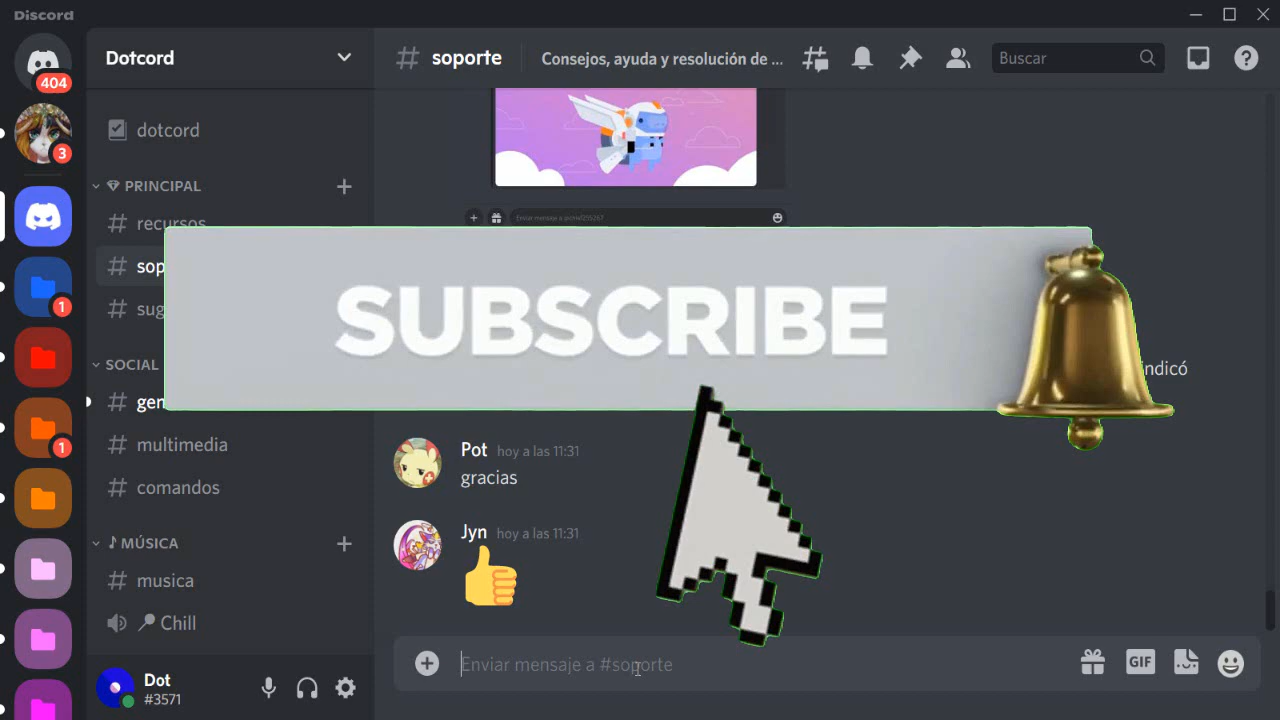 Discord
404
Dotcord
soporte
Consejos, ayuda y resolución de ...
Buscar
3
dotcord
PRINCIPAL
recursos
sop
sug
1
SOCIAL
gen
multimedia
1
comandos
MÚSICA
musica
Chill
Dot
#3571
SUBSCRIBE
indicó
Pot hoy a las 11:31
gracias
Jyn hoy a las 11:31
Enviar mensaje a #soporte
GIF